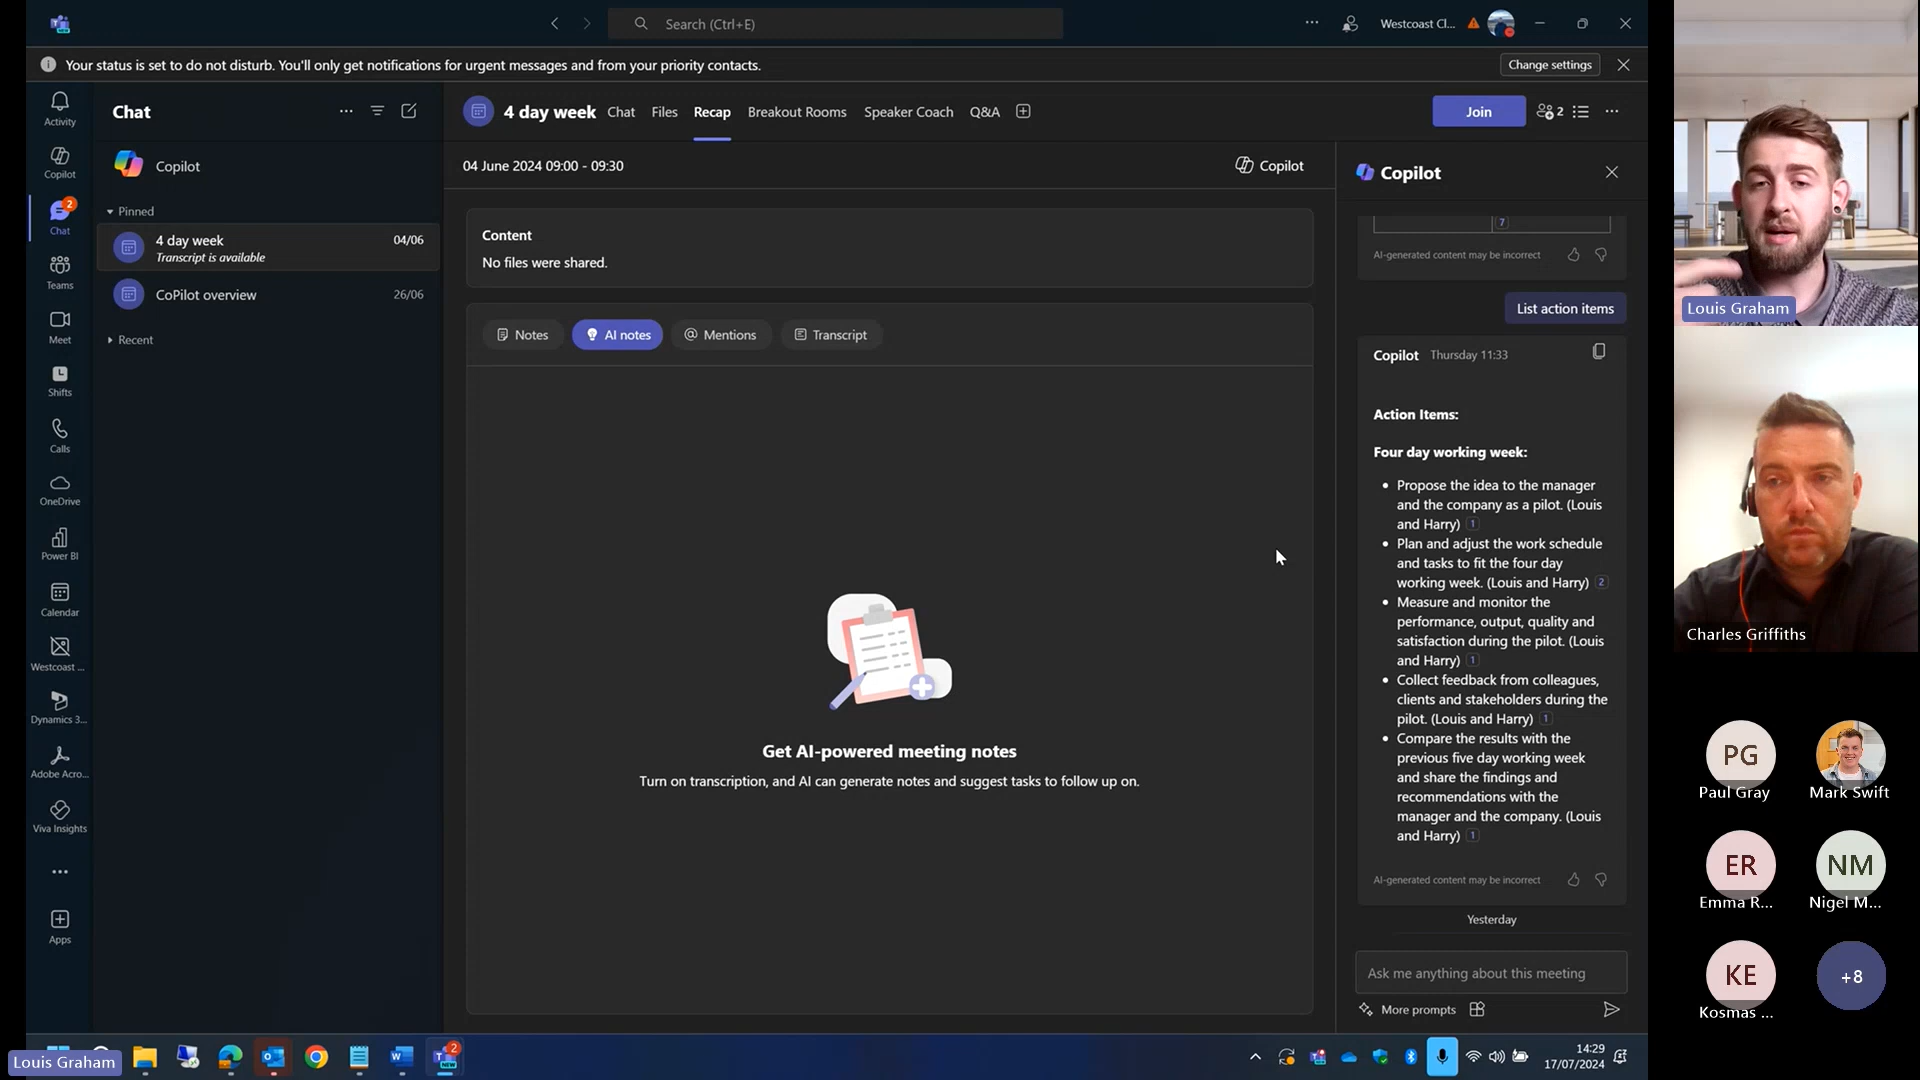 Search (Ctrl+E)
Westcoast Cl...
Your status is set to do not disturb. You'll only get notifications for urgent messages and from your priority contacts.
Change settings
Activity
Copilot
2
Chat
Teams
Meet
Shifts
Calls
OneDrive
Power BI
Calendar
Westcoast ...
Dynamics 3...
Adobe Acro...
Viva Insights
Apps
Chat
Copilot
Pinned
4 day week 04/06
Transcript is available
CoPilot overview 26/06
Recent
4 day week Chat Files Recap Breakout Rooms Speaker Coach Q&A
Join
2
04 June 2024 09:00 - 09:30
Copilot
Content
No files were shared.
Notes AI notes Mentions Transcript
Get AI-powered meeting notes
Turn on transcription, and AI can generate notes and suggest tasks to follow up on.
Copilot
7
AI-generated content may be incorrect
List action items
Copilot Thursday 11:33
Action Items:
Four day working week:
• Propose the idea to the manager
and the company as a pilot. (Louis
and Harry) 1
• Plan and adjust the work schedule
and tasks to fit the four day
working week. (Louis and Harry) 2
• Measure and monitor the
performance, output, quality and
satisfaction during the pilot. (Louis
and Harry) 1
• Collect feedback from colleagues,
clients and stakeholders during the
pilot. (Louis and Harry) 1
• Compare the results with the
previous five day working week
and share the findings and
recommendations with the
manager and the company. (Louis
and Harry) 1
AI-generated content may be incorrect
Yesterday
Ask me anything about this meeting
More prompts
Louis Graham
Charles Griffiths
PG
Paul Gray
Mark Swift
ER
Emma R...
NM
Nigel M...
KE
Kosmas ...
+8
Louis Graham
2
NEW
14:29
17/07/2024